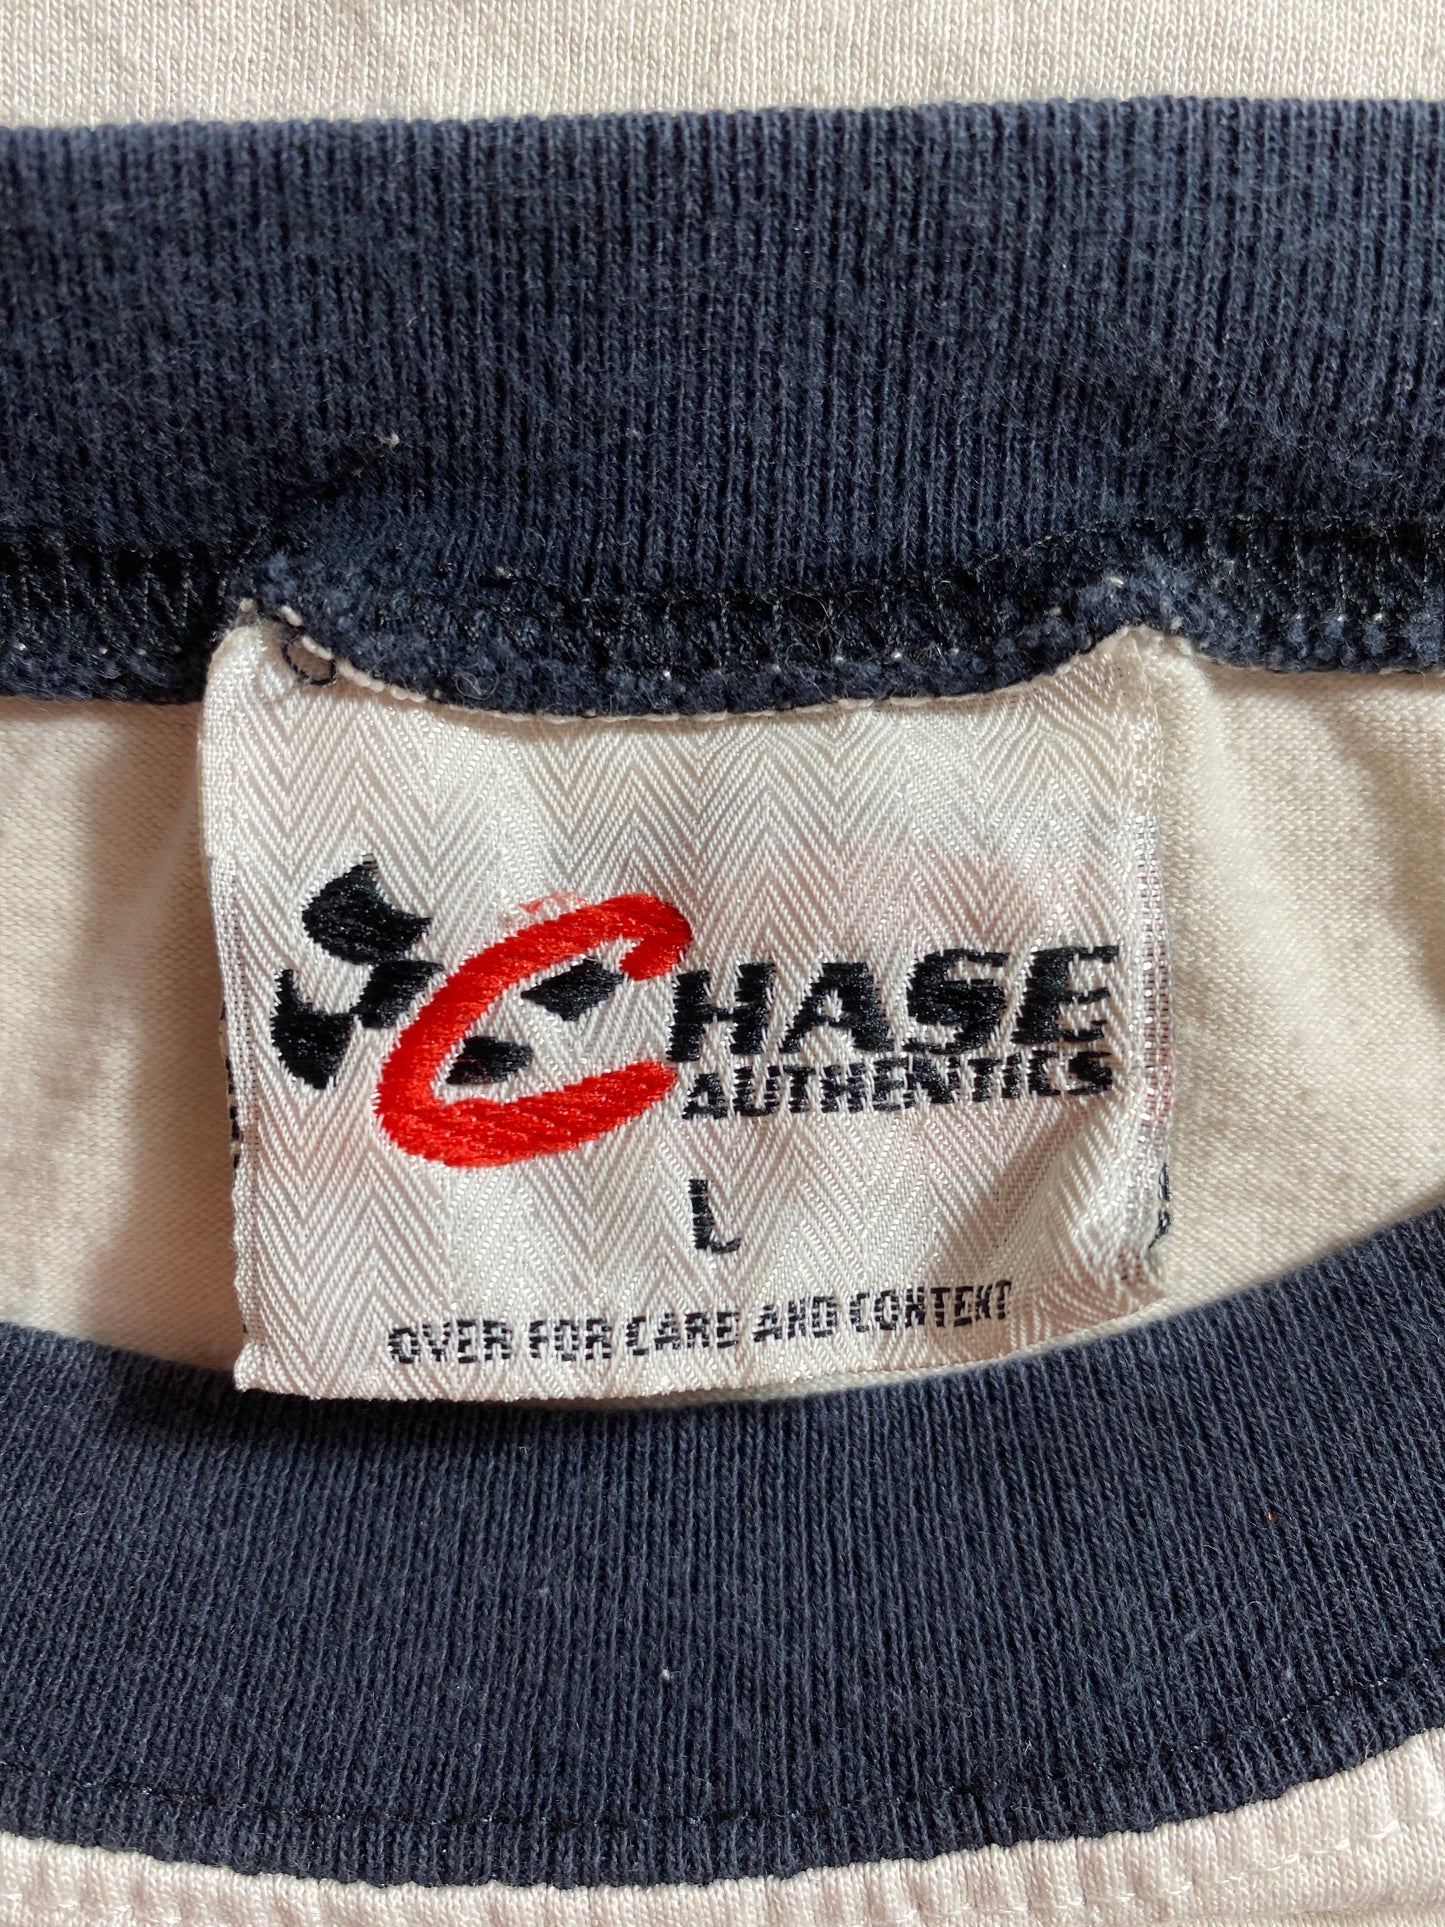 CHASE
AUTHENTICS
L
OVER FOR CARE AND CONTENT